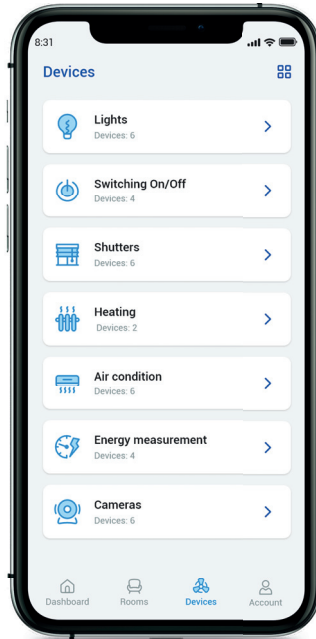 8:31
Devices
Lights
Devices: 6
Switching On/Off
Devices: 4
Shutters
Devices: 6
Heating
Devices: 2
Air condition
Devices: 6
Energy measurement
Devices: 4
Cameras
Devices: 6
Dashboard Rooms Devices Account